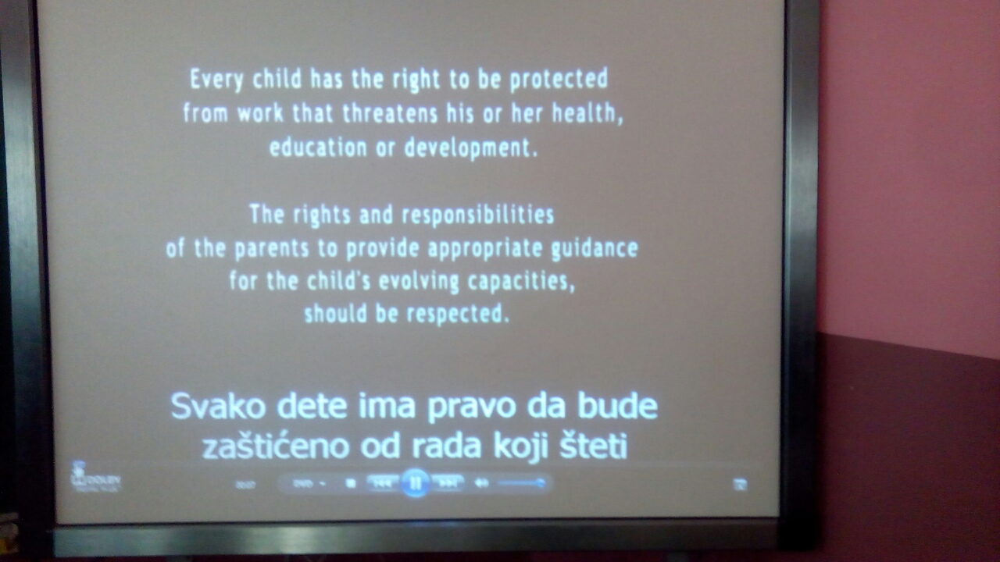 Every child has the right to be protected
from work that threatens his or her health,
education or development.
The rights and responsibilities
of the parents to provide appropriate guidance
for the child's evolving capacities,
should be respected.
Svako dete ima pravo da bude
zaštićeno od rada koji šteti
DOLBY
DVD